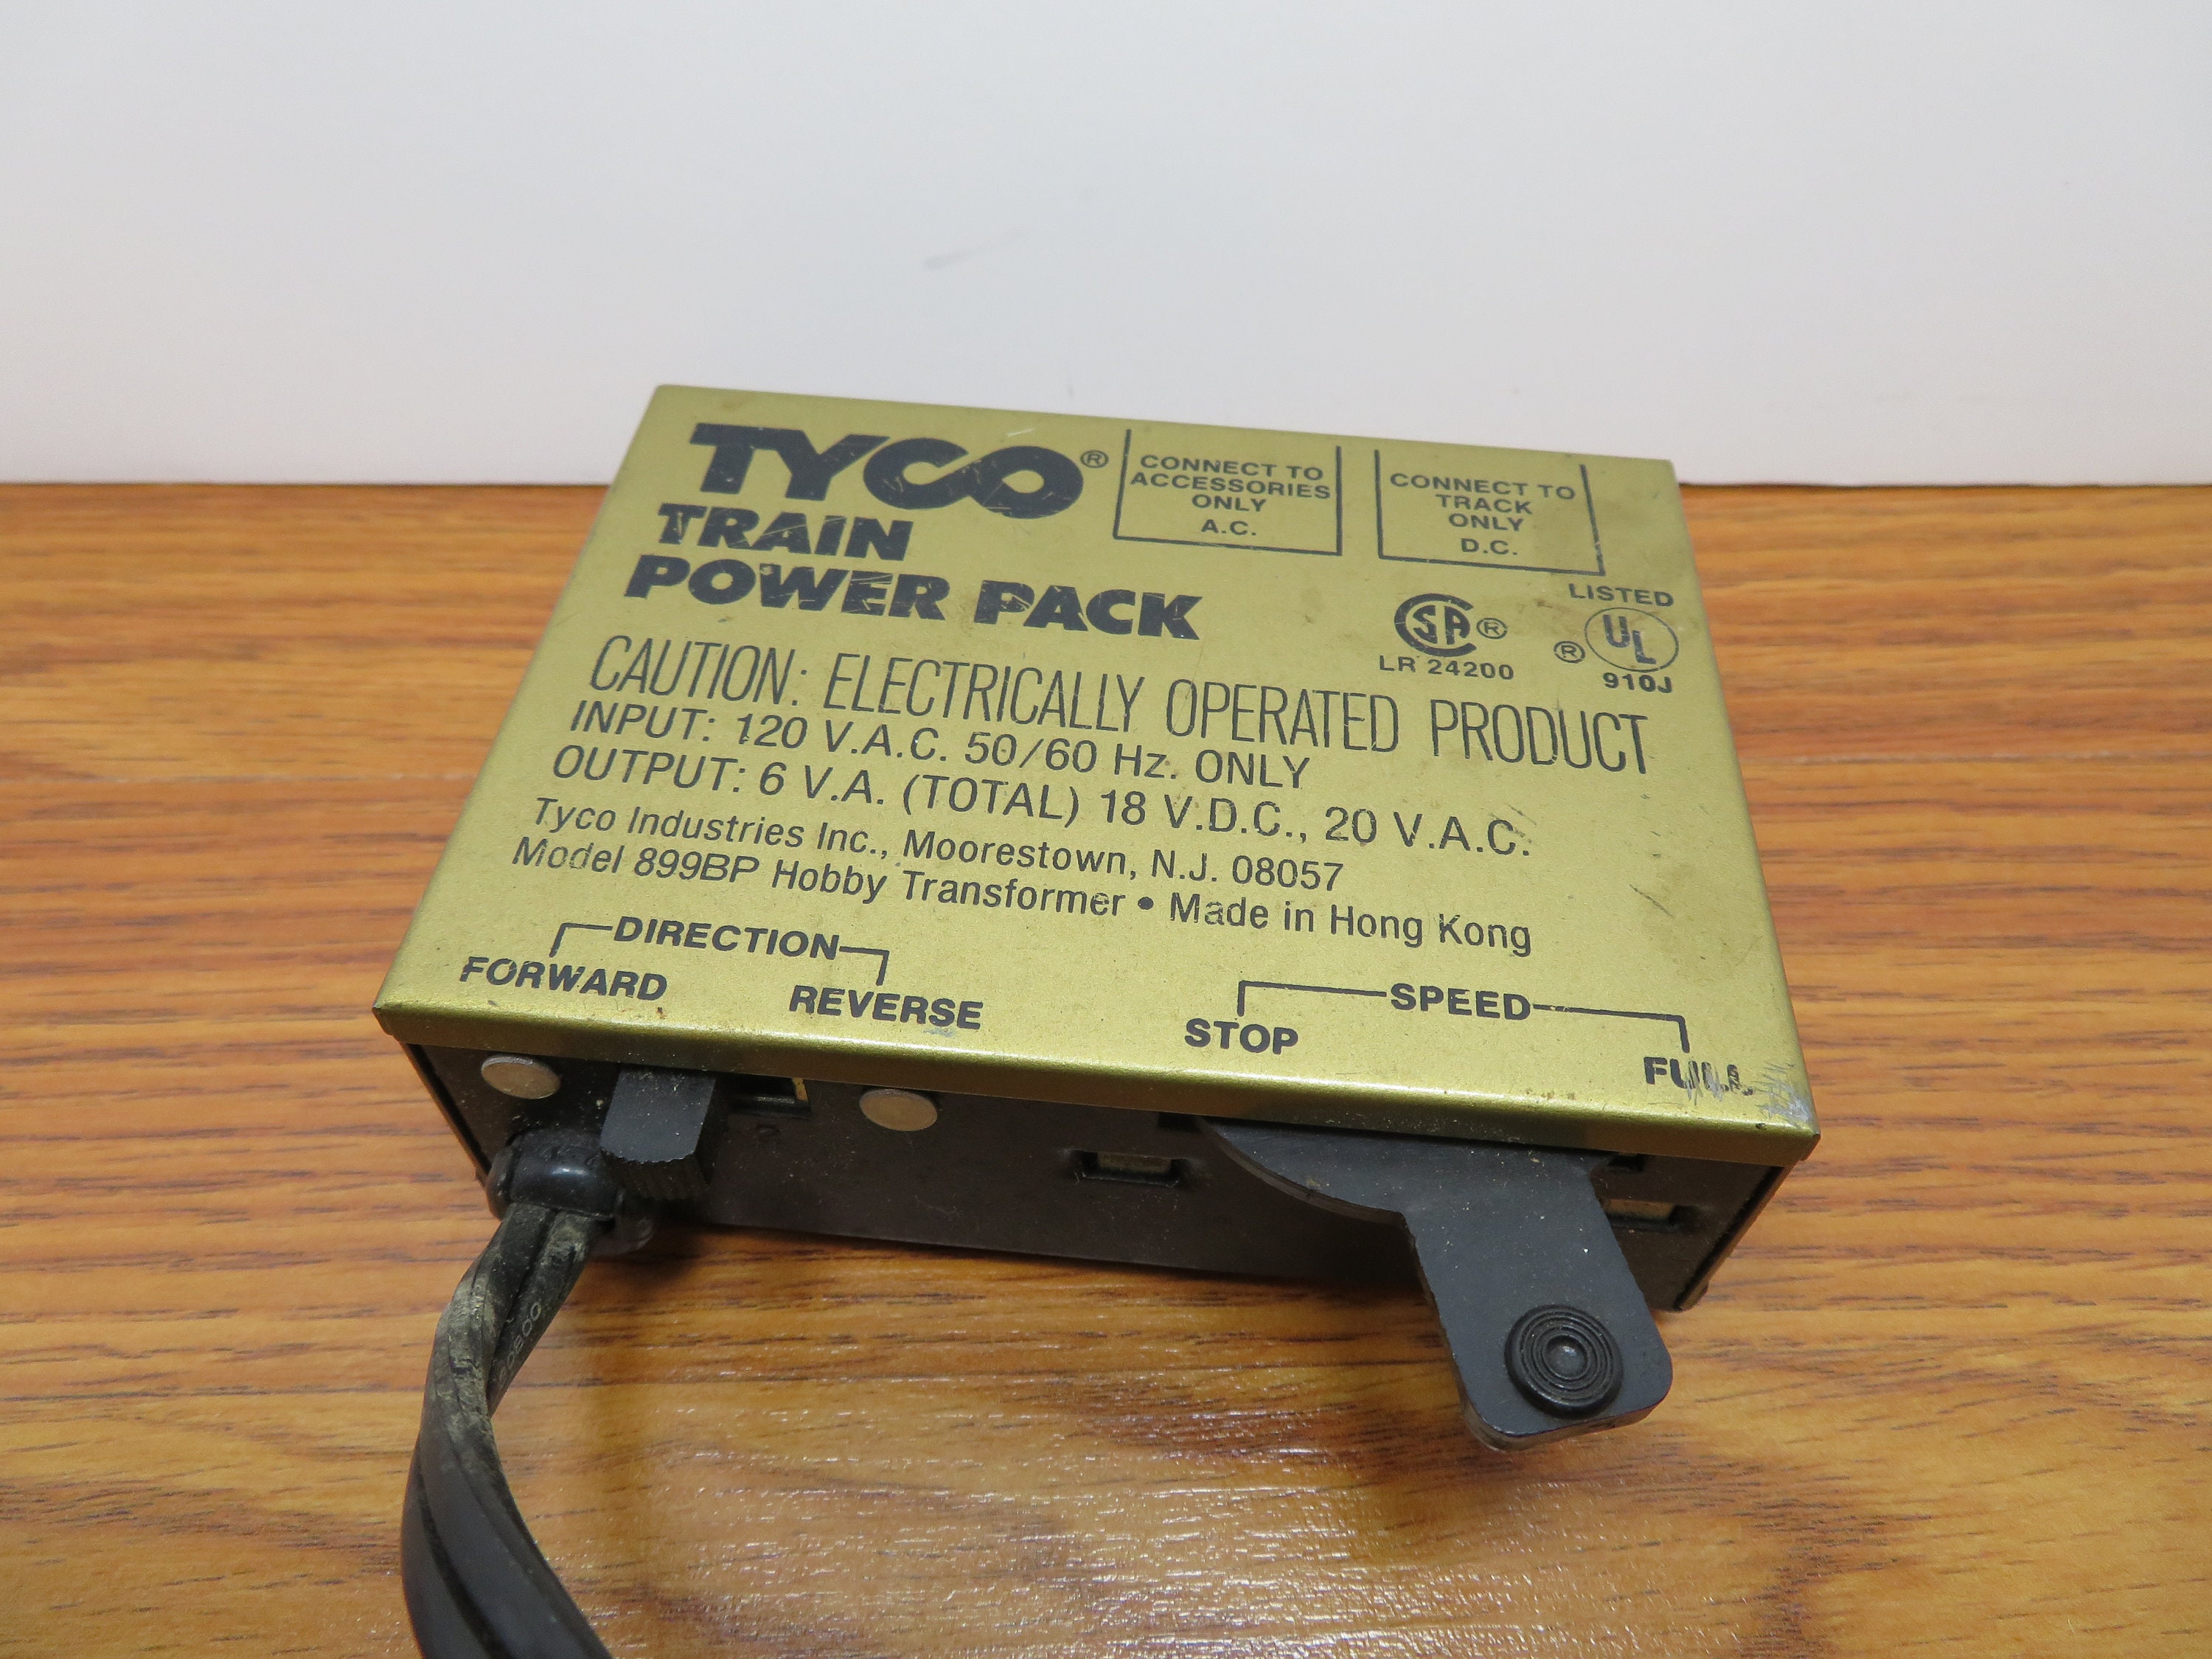 TYCO®
TRAIN
POWER PACK
CONNECT TO
ACCESSORIES
ONLY
A.C.
CONNECT TO
TRACK
ONLY
D.C.
CSA®
LR 24200
LISTED
® UL
910J
CAUTION: ELECTRICALLY OPERATED PRODUCT
INPUT: 120 V.A.C. 50/60 Hz. ONLY
OUTPUT: 6 V.A. (TOTAL) 18 V.D.C., 20 V.A.C.
Tyco Industries Inc., Moorestown, N.J. 08057
Model 899BP Hobby Transformer • Made in Hong Kong
DIRECTION
FORWARD
REVERSE
SPEED
STOP
FULL